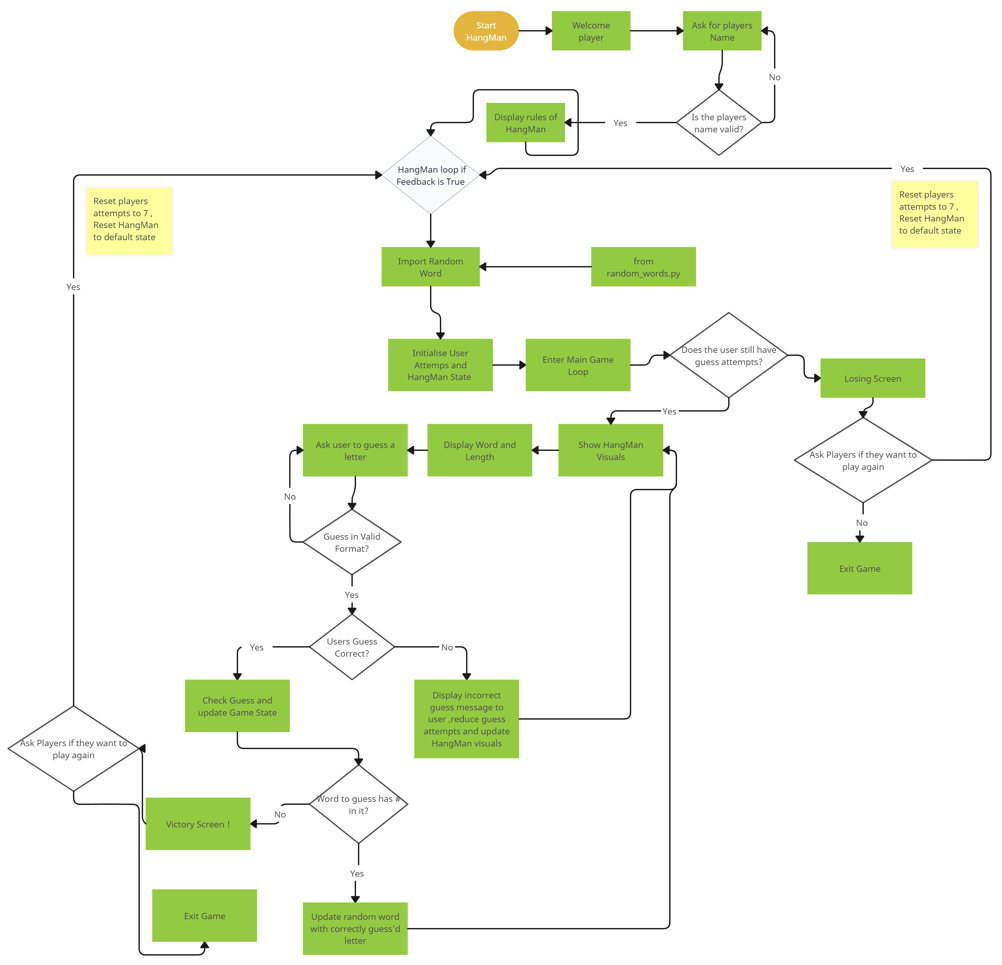 Start
HangMan
Welcome
player
Ask for players
Name
No
Is the players
name valid?
Yes
Display rules of
HangMan
HangMan loop if
Feedback is True
Yes
Reset players
attempts to 7 ,
Reset HangMan
to default state
Reset players
attempts to 7 ,
Reset HangMan
to default state
Yes
Import Random
Word
from
random_words.py
Initialise User
Attemps and
HangMan State
Enter Main Game
Loop
Does the user still have
guess attempts?
Losing Screen
Yes
Ask user to guess a
letter
Display Word and
Length
Show HangMan
Visuals
Ask Players if they want to
play again
No
No
Exit Game
Guess in Valid
Format?
Yes
Users Guess
Correct?
Yes
No
Check Guess and
update Game State
Display incorrect
guess message to
user ,reduce guess
attempts and update
HangMan visuals
Ask Players if they want to
play again
Word to guess has #
in it?
No
Victory Screen !
Yes
Exit Game
Update random word
with correctly guess'd
letter